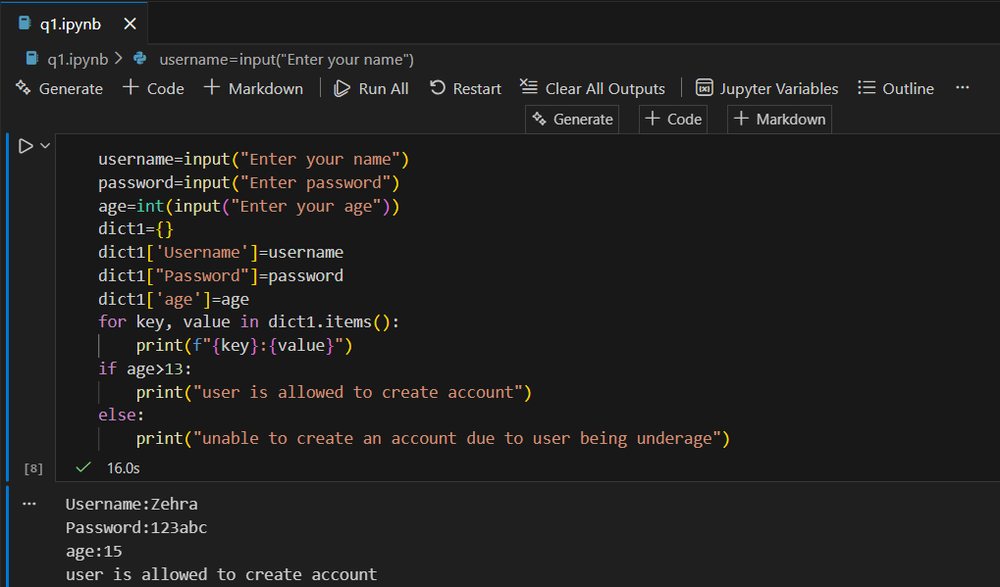 q1.ipynb
q1.ipynb > username=input("Enter your name")
Generate + Code + Markdown | Run All Restart Clear All Outputs | Jupyter Variables Outline ...
Generate + Code + Markdown
username=input("Enter your name")
password=input("Enter password")
age=int(input("Enter your age"))
dict1={}
dict1['Username']=username
dict1["Password"]=password
dict1['age']=age
for key, value in dict1.items():
    print(f"{key}:{value}")
if age>13:
    print("user is allowed to create account")
else:
    print("unable to create an account due to user being underage")
[8] 16.0s
... Username:Zehra
Password:123abc
age:15
user is allowed to create account